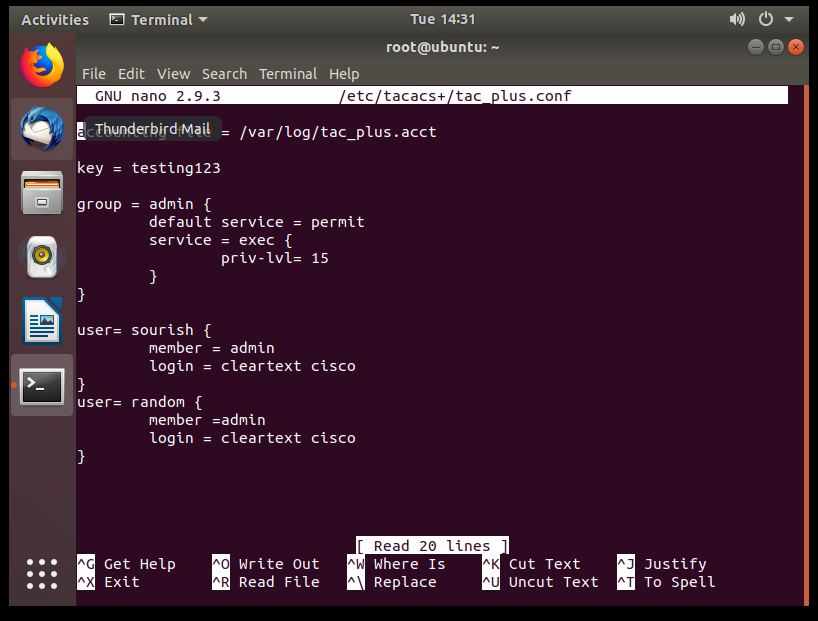 Activities Terminal Tue 14:31
root@ubuntu: ~
File Edit View Search Terminal Help
GNU nano 2.9.3 /etc/tacacs+/tac_plus.conf
Thunderbird Mail
accounting file = /var/log/tac_plus.acct
key = testing123
group = admin {
default service = permit
service = exec {
priv-lvl= 15
}
}
user= sourish {
member = admin
login = cleartext cisco
}
user= random {
member =admin
login = cleartext cisco
}
[ Read 20 lines ]
^G Get Help ^O Write Out ^W Where Is ^K Cut Text ^J Justify
^X Exit ^R Read File ^\ Replace ^U Uncut Text ^T To Spell